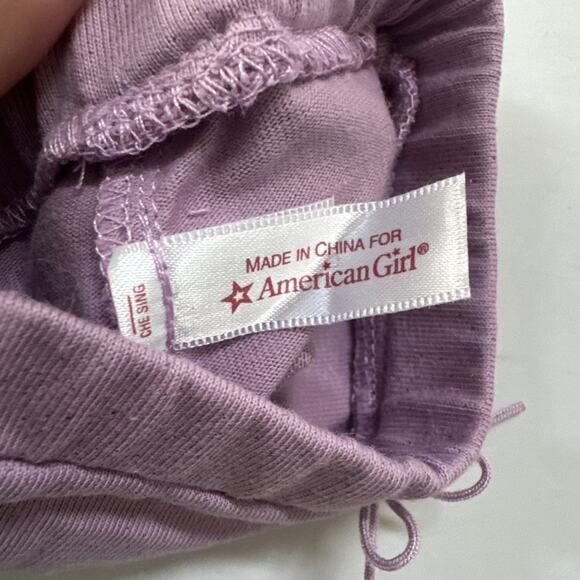 MADE IN CHINA FOR
American Girl®
CHE SING